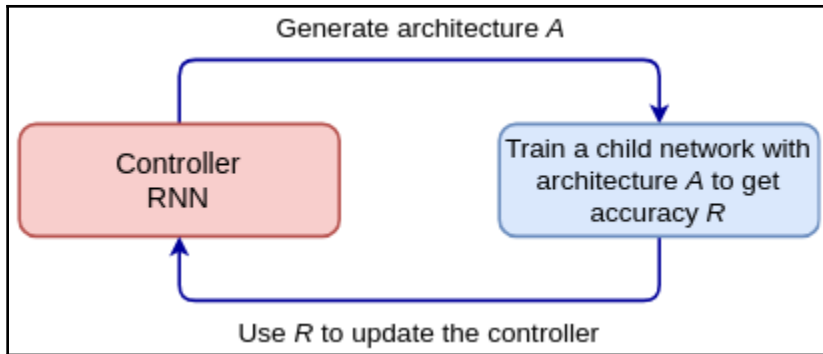 Generate architecture A
Controller
RNN
Train a child network with
architecture A to get
accuracy R
Use R to update the controller